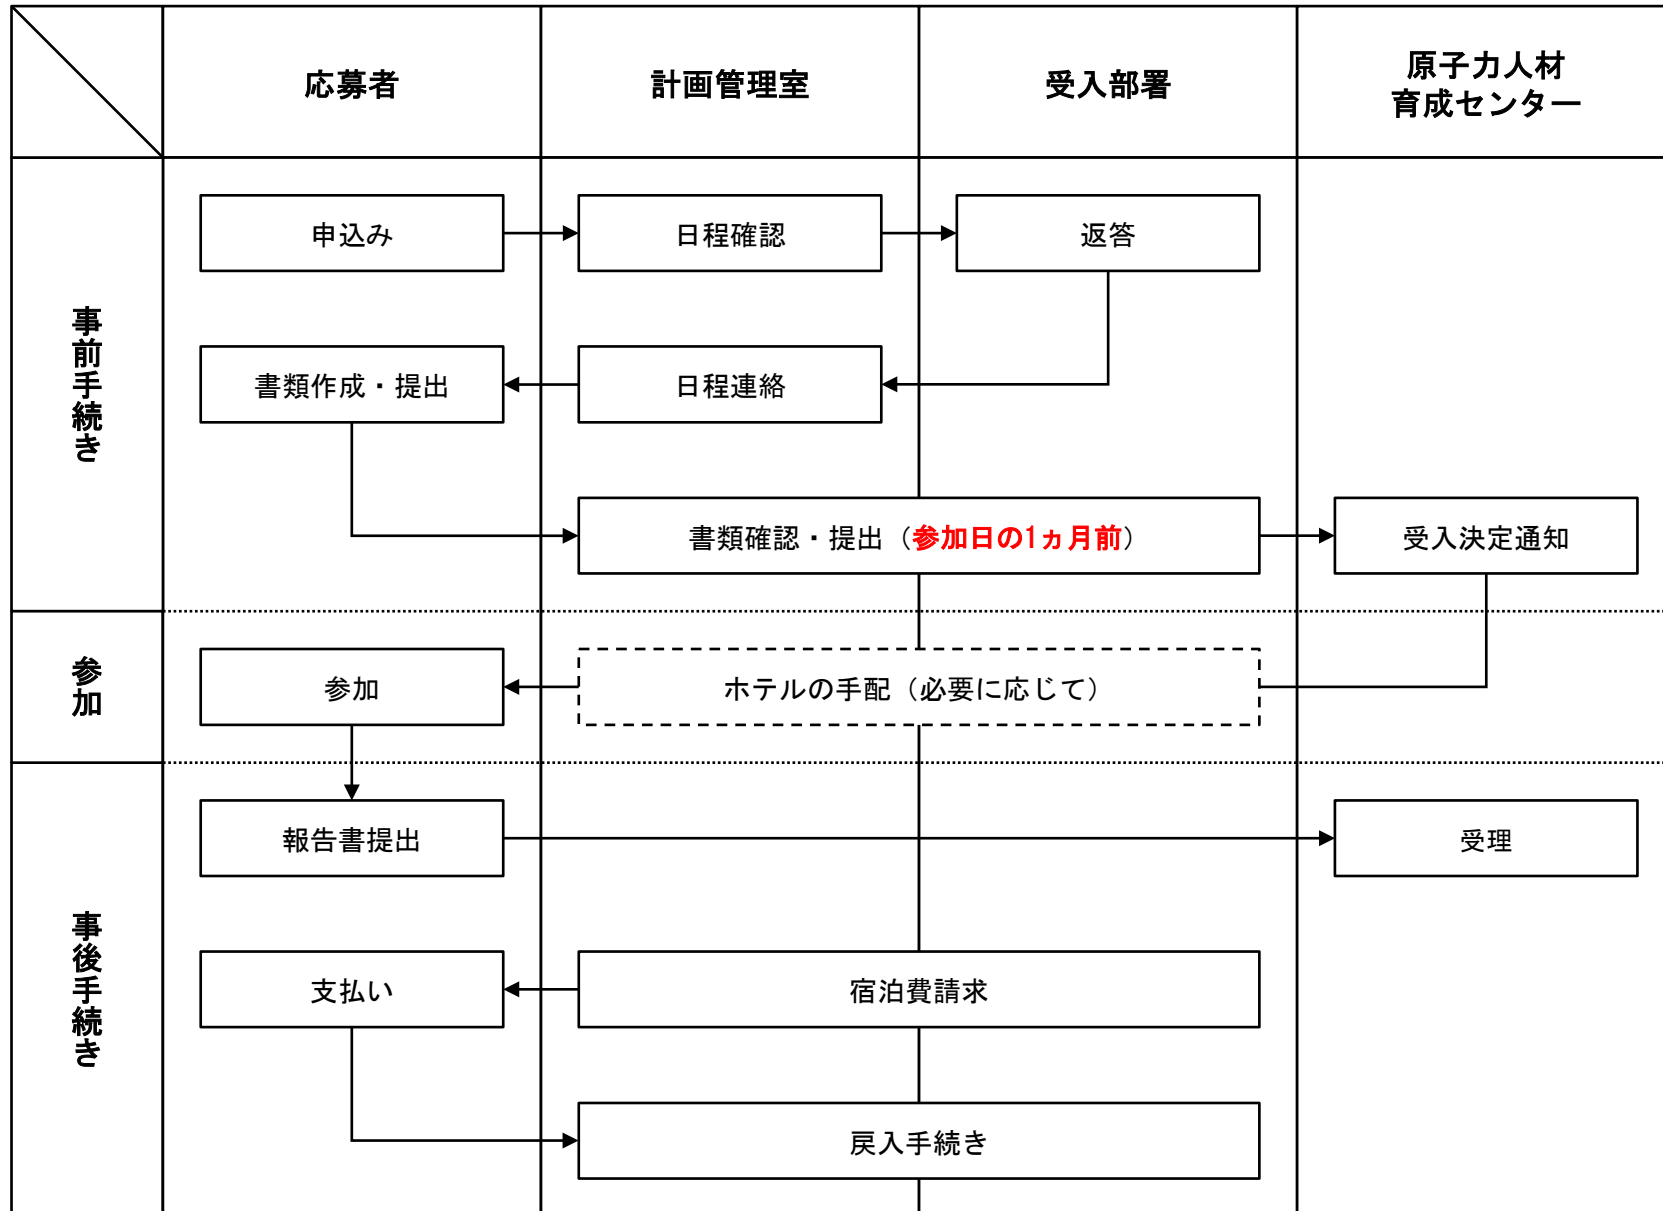 応募者
計画管理室
受入部署
原子力人材
育成センター
事前手続き
申込み
日程確認
返答
書類作成・提出
日程連絡
書類確認・提出（参加日の1ヵ月前）
受入決定通知
参加
参加
ホテルの手配（必要に応じて）
事後手続き
報告書提出
受理
支払い
宿泊費請求
戻入手続き